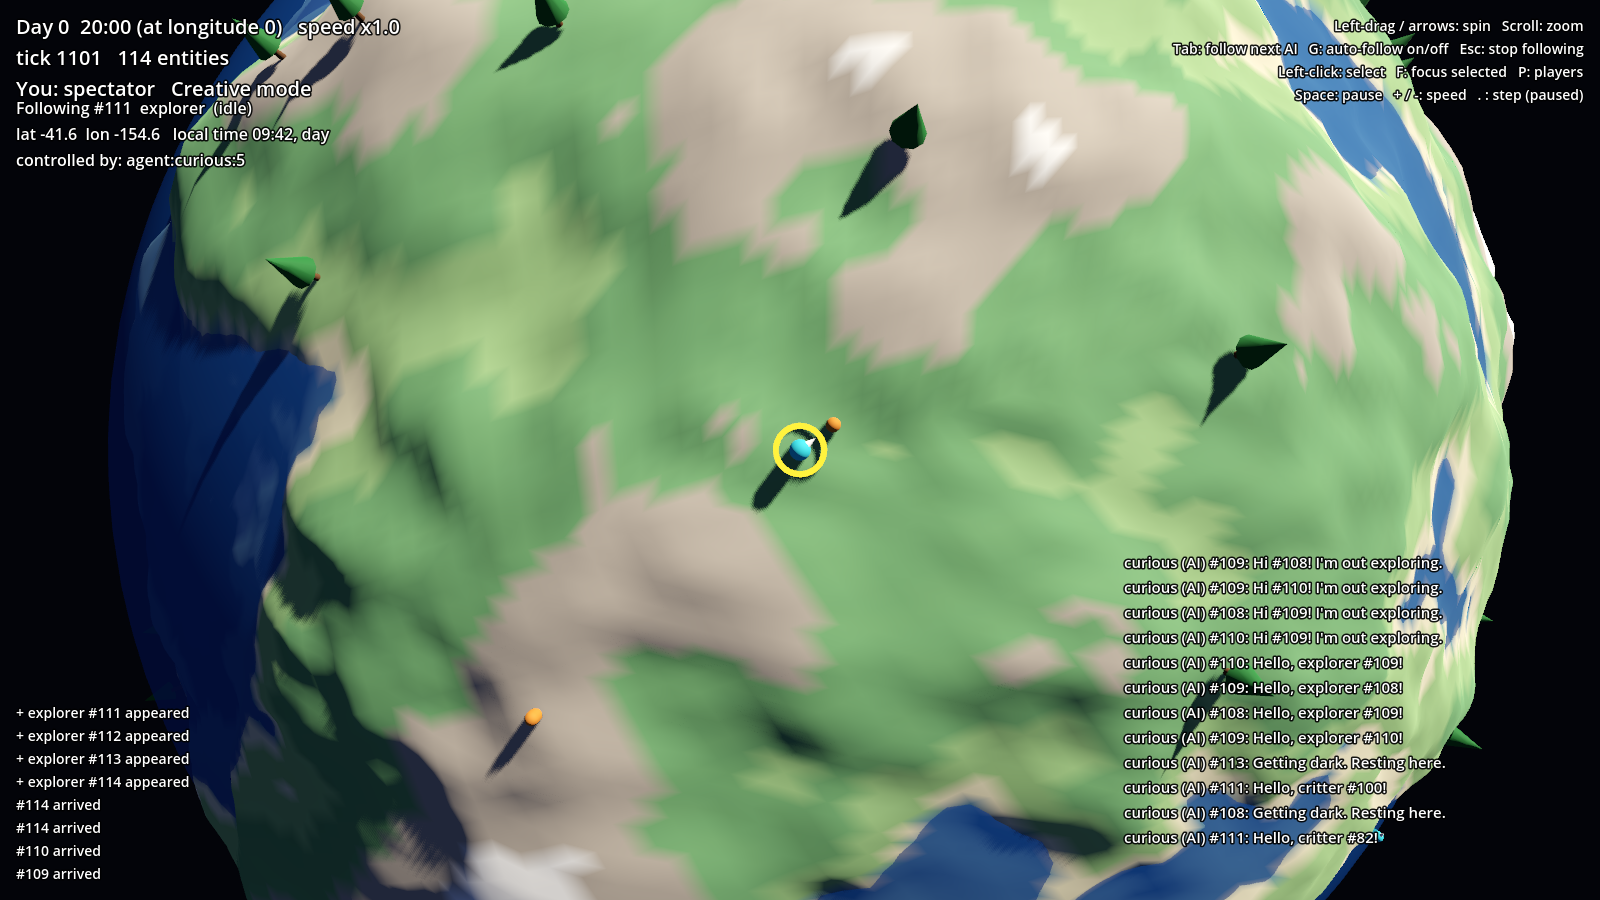 Day 0  20:00 (at longitude 0)   speed x1.0
tick 1101   114 entities
You: spectator   Creative mode
Following #111  explorer  (idle)
lat -41.6  lon -154.6   local time 09:42, day
controlled by: agent:curious:5
Left-drag / arrows: spin   Scroll: zoom
Tab: follow next AI   G: auto-follow on/off   Esc: stop following
Left-click: select   F: focus selected   P: players
Space: pause   + / -: speed   . : step (paused)
curious (AI) #109: Hi #108! I'm out exploring.
curious (AI) #109: Hi #110! I'm out exploring.
curious (AI) #108: Hi #109! I'm out exploring.
curious (AI) #110: Hi #109! I'm out exploring.
curious (AI) #110: Hello, explorer #109!
curious (AI) #109: Hello, explorer #108!
curious (AI) #108: Hello, explorer #109!
curious (AI) #109: Hello, explorer #110!
curious (AI) #113: Getting dark. Resting here.
curious (AI) #111: Hello, critter #100!
curious (AI) #108: Getting dark. Resting here.
curious (AI) #111: Hello, critter #82!
+ explorer #111 appeared
+ explorer #112 appeared
+ explorer #113 appeared
+ explorer #114 appeared
#114 arrived
#114 arrived
#110 arrived
#109 arrived